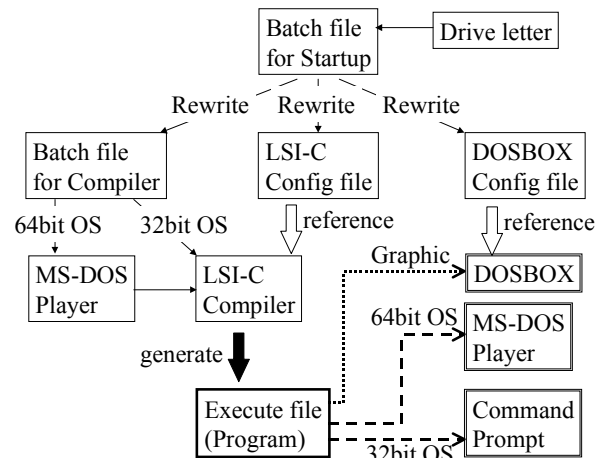 Batch file
for Startup
Drive letter
Rewrite
Rewrite
Rewrite
Batch file
for Compiler
LSI-C
Config file
DOSBOX
Config file
64bit OS
32bit OS
reference
reference
MS-DOS
Player
LSI-C
Compiler
Graphic
DOSBOX
generate
64bit OS
MS-DOS
Player
Execute file
(Program)
Command
Prompt
32bit OS